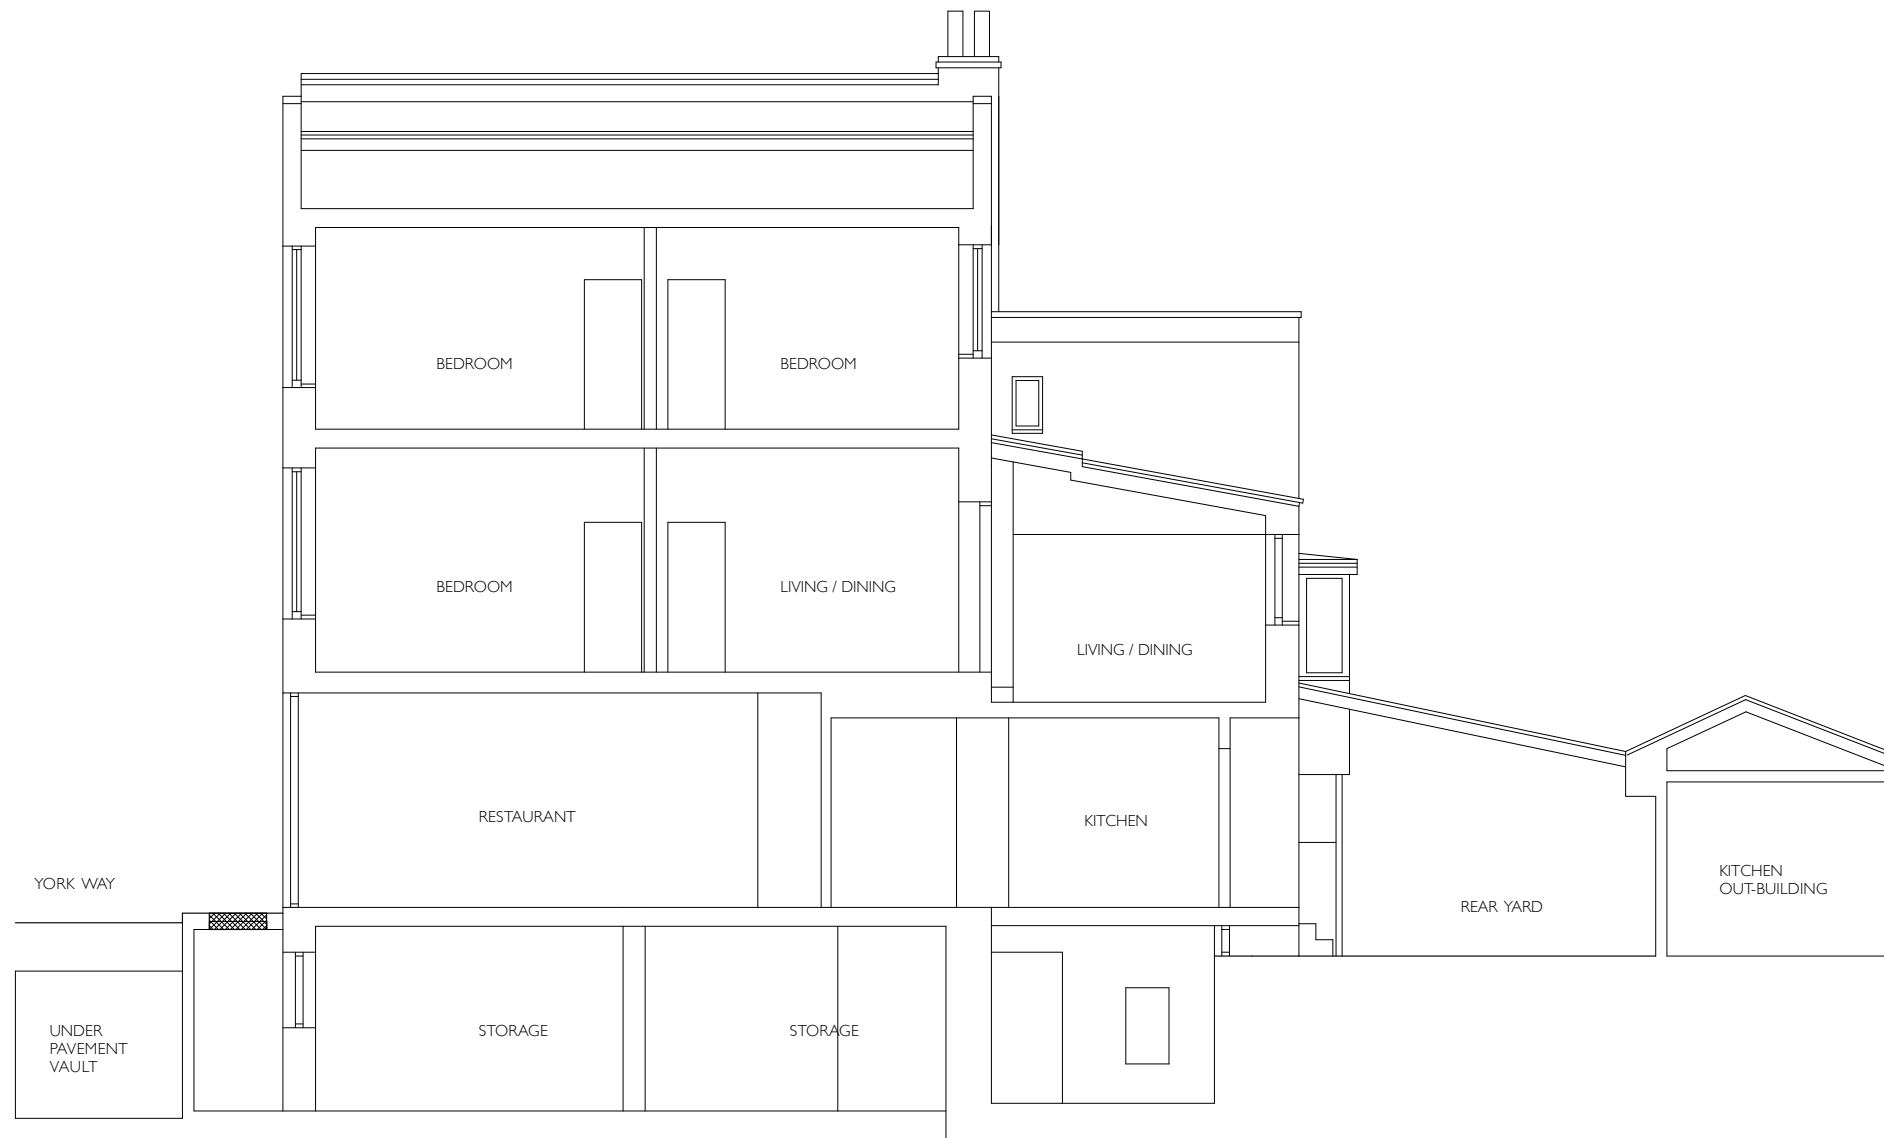 BEDROOM
BEDROOM
BEDROOM
LIVING / DINING
LIVING / DINING
RESTAURANT
KITCHEN
YORK WAY
KITCHEN
OUT-BUILDING
REAR YARD
UNDER
PAVEMENT
VAULT
STORAGE
STORAGE